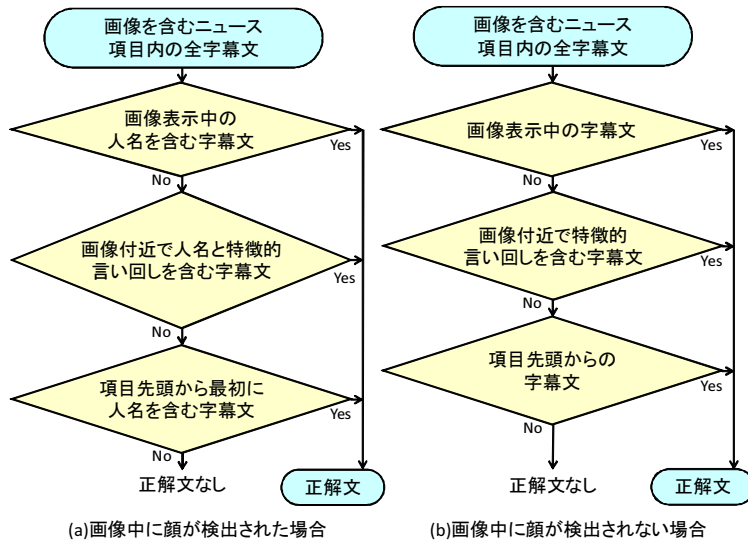 画像を含むニュース
項目内の全字幕文
画像表示中の
人名を含む字幕文
Yes
No
画像付近で人名と特徴的
言い回しを含む字幕文
Yes
No
項目先頭から最初に
人名を含む字幕文
Yes
No
正解文なし
正解文
(a)画像中に顔が検出された場合
画像を含むニュース
項目内の全字幕文
画像表示中の字幕文
Yes
No
画像付近で特徴的
言い回しを含む字幕文
Yes
No
項目先頭からの
字幕文
Yes
No
正解文なし
正解文
(b)画像中に顔が検出されない場合